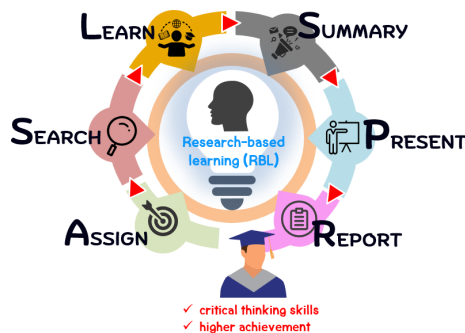 LEARN
SUMMARY
SEARCH
Research-based
learning (RBL)
PRESENT
ASSIGN
REPORT
✓ critical thinking skills
✓ higher achievement